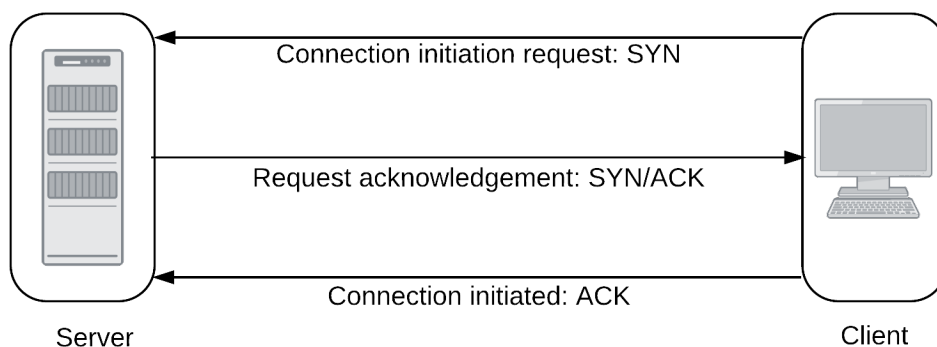 Connection initiation request: SYN
Request acknowledgement: SYN/ACK
Connection initiated: ACK
Server
Client